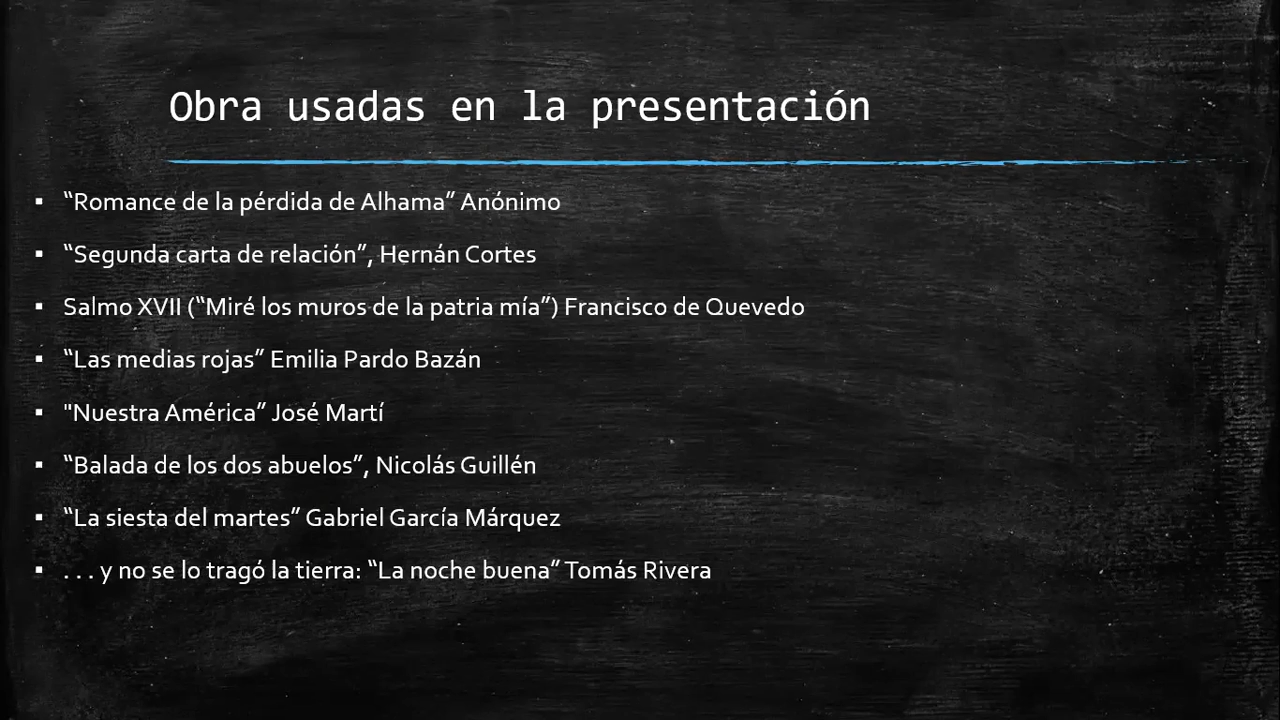 Obra usadas en la presentación
▪ “Romance de la pérdida de Alhama” Anónimo
▪ “Segunda carta de relación”, Hernán Cortes
▪ Salmo XVII (“Miré los muros de la patria mía”) Francisco de Quevedo
▪ “Las medias rojas” Emilia Pardo Bazán
▪ "Nuestra América” José Martí
▪ “Balada de los dos abuelos”, Nicolás Guillén
▪ “La siesta del martes” Gabriel García Márquez
▪ . . . y no se lo tragó la tierra: “La noche buena” Tomás Rivera